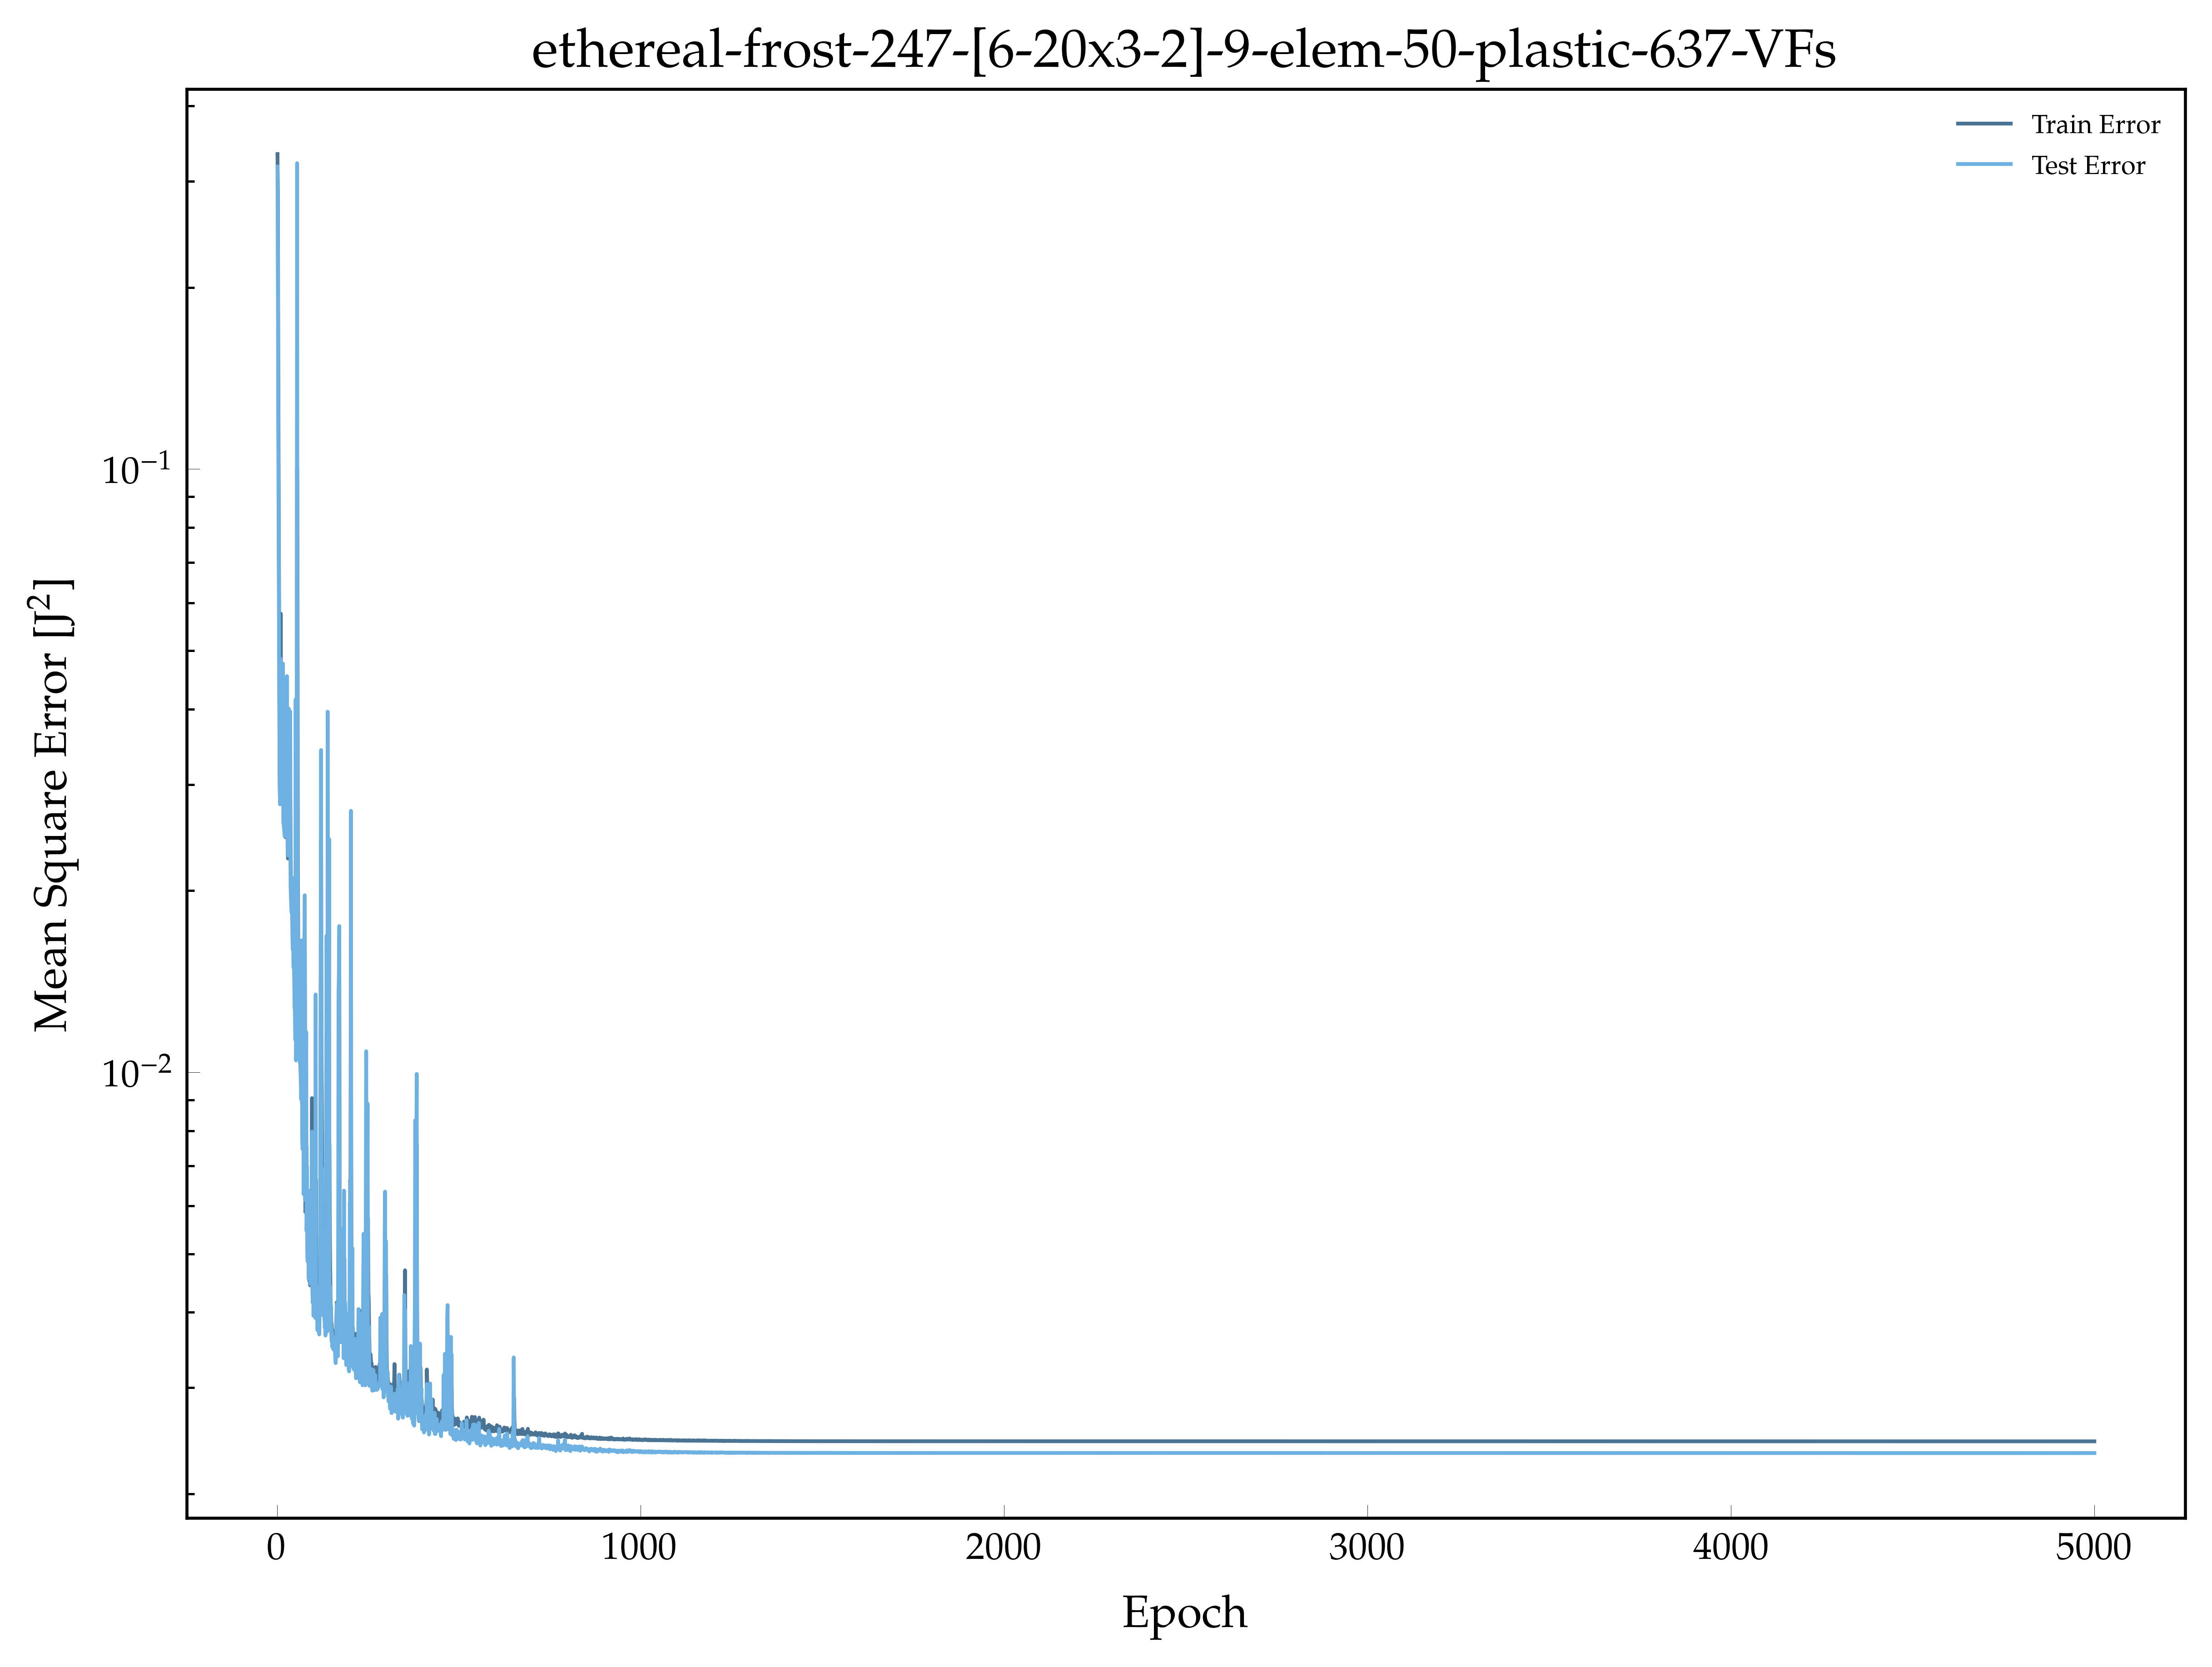 ethereal-frost-247-[6-20x3-2]-9-elem-50-plastic-637-VFs
Train Error
Test Error
Mean Square Error [J²]
10⁻¹
10⁻²
0 1000 2000 3000 4000 5000
Epoch